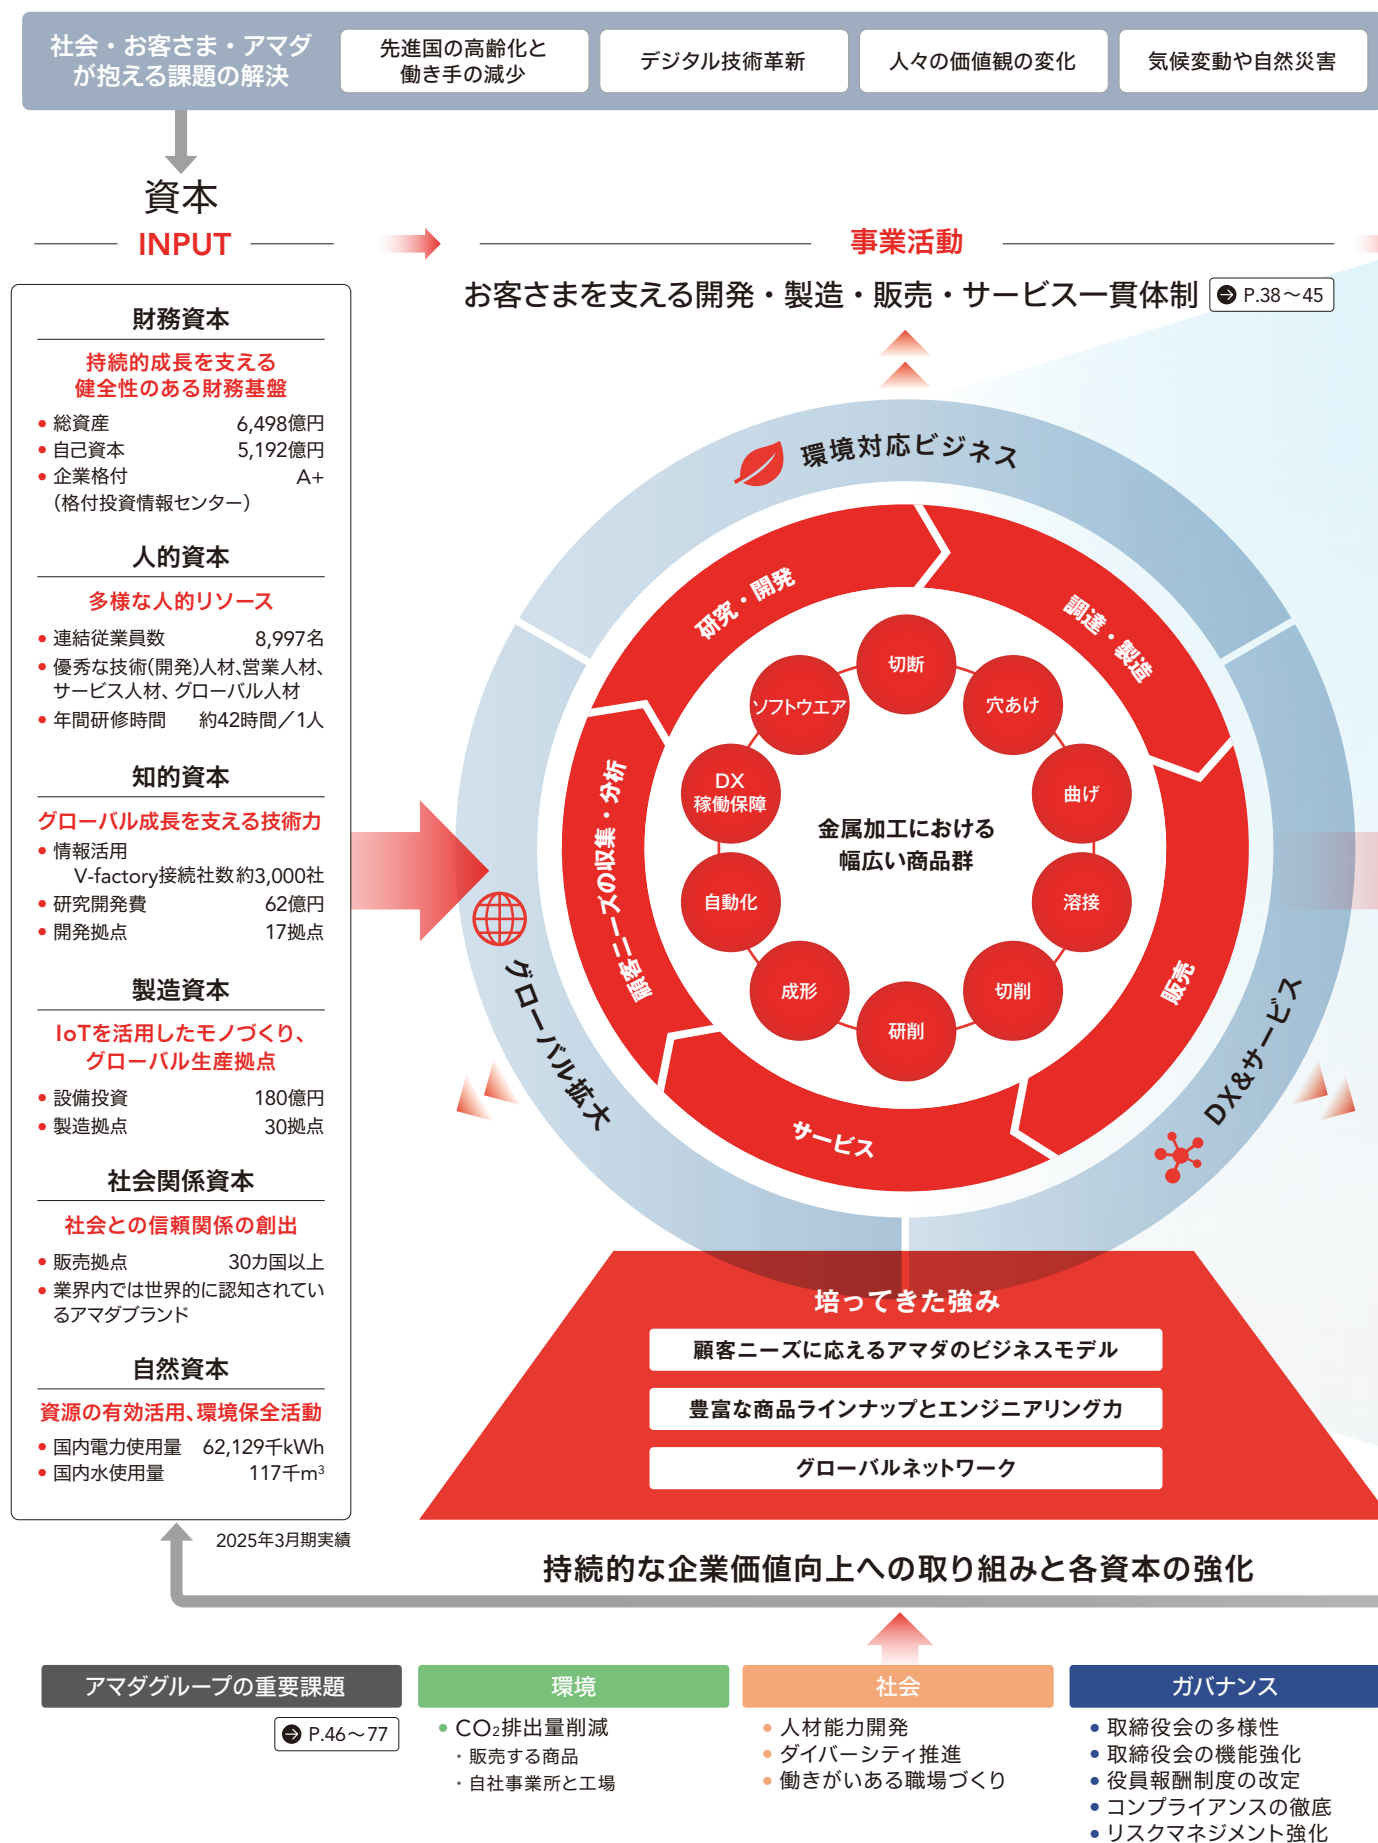 社会・お客さま・アマダ
が抱える課題の解決
先進国の高齢化と
働き手の減少
デジタル技術革新
人々の価値観の変化
気候変動や自然災害
資本
INPUT
事業活動
お客さまを支える開発・製造・販売・サービス一貫体制
P.38～45
財務資本
持続的成長を支える
健全性のある財務基盤
• 総資産 6,498億円
• 自己資本 5,192億円
• 企業格付 A+
（格付投資情報センター）
人的資本
多様な人的リソース
• 連結従業員数 8,997名
• 優秀な技術(開発)人材、営業人材、
サービス人材、グローバル人材
• 年間研修時間 約42時間／1人
知的資本
グローバル成長を支える技術力
• 情報活用
V-factory接続社数 約3,000社
• 研究開発費 62億円
• 開発拠点 17拠点
製造資本
IoTを活用したモノづくり、
グローバル生産拠点
• 設備投資 180億円
• 製造拠点 30拠点
社会関係資本
社会との信頼関係の創出
• 販売拠点 30カ国以上
• 業界内では世界的に認知されてい
るアマダブランド
自然資本
資源の有効活用、環境保全活動
• 国内電力使用量 62,129千kWh
• 国内水使用量 117千m³
2025年3月期実績
環境対応ビジネス
DX&サービス
グローバル拡大
研究・開発
調達・製造
販売
サービス
顧客ニーズの収集・分析
切断
穴あけ
曲げ
溶接
切削
研削
成形
自動化
DX
稼働保障
ソフトウエア
金属加工における
幅広い商品群
培ってきた強み
顧客ニーズに応えるアマダのビジネスモデル
豊富な商品ラインナップとエンジニアリング力
グローバルネットワーク
持続的な企業価値向上への取り組みと各資本の強化
アマダグループの重要課題
P.46～77
環境
• CO₂排出量削減
・販売する商品
・自社事業所と工場
社会
• 人材能力開発
• ダイバーシティ推進
• 働きがいある職場づくり
ガバナンス
• 取締役会の多様性
• 取締役会の機能強化
• 役員報酬制度の改定
• コンプライアンスの徹底
• リスクマネジメント強化